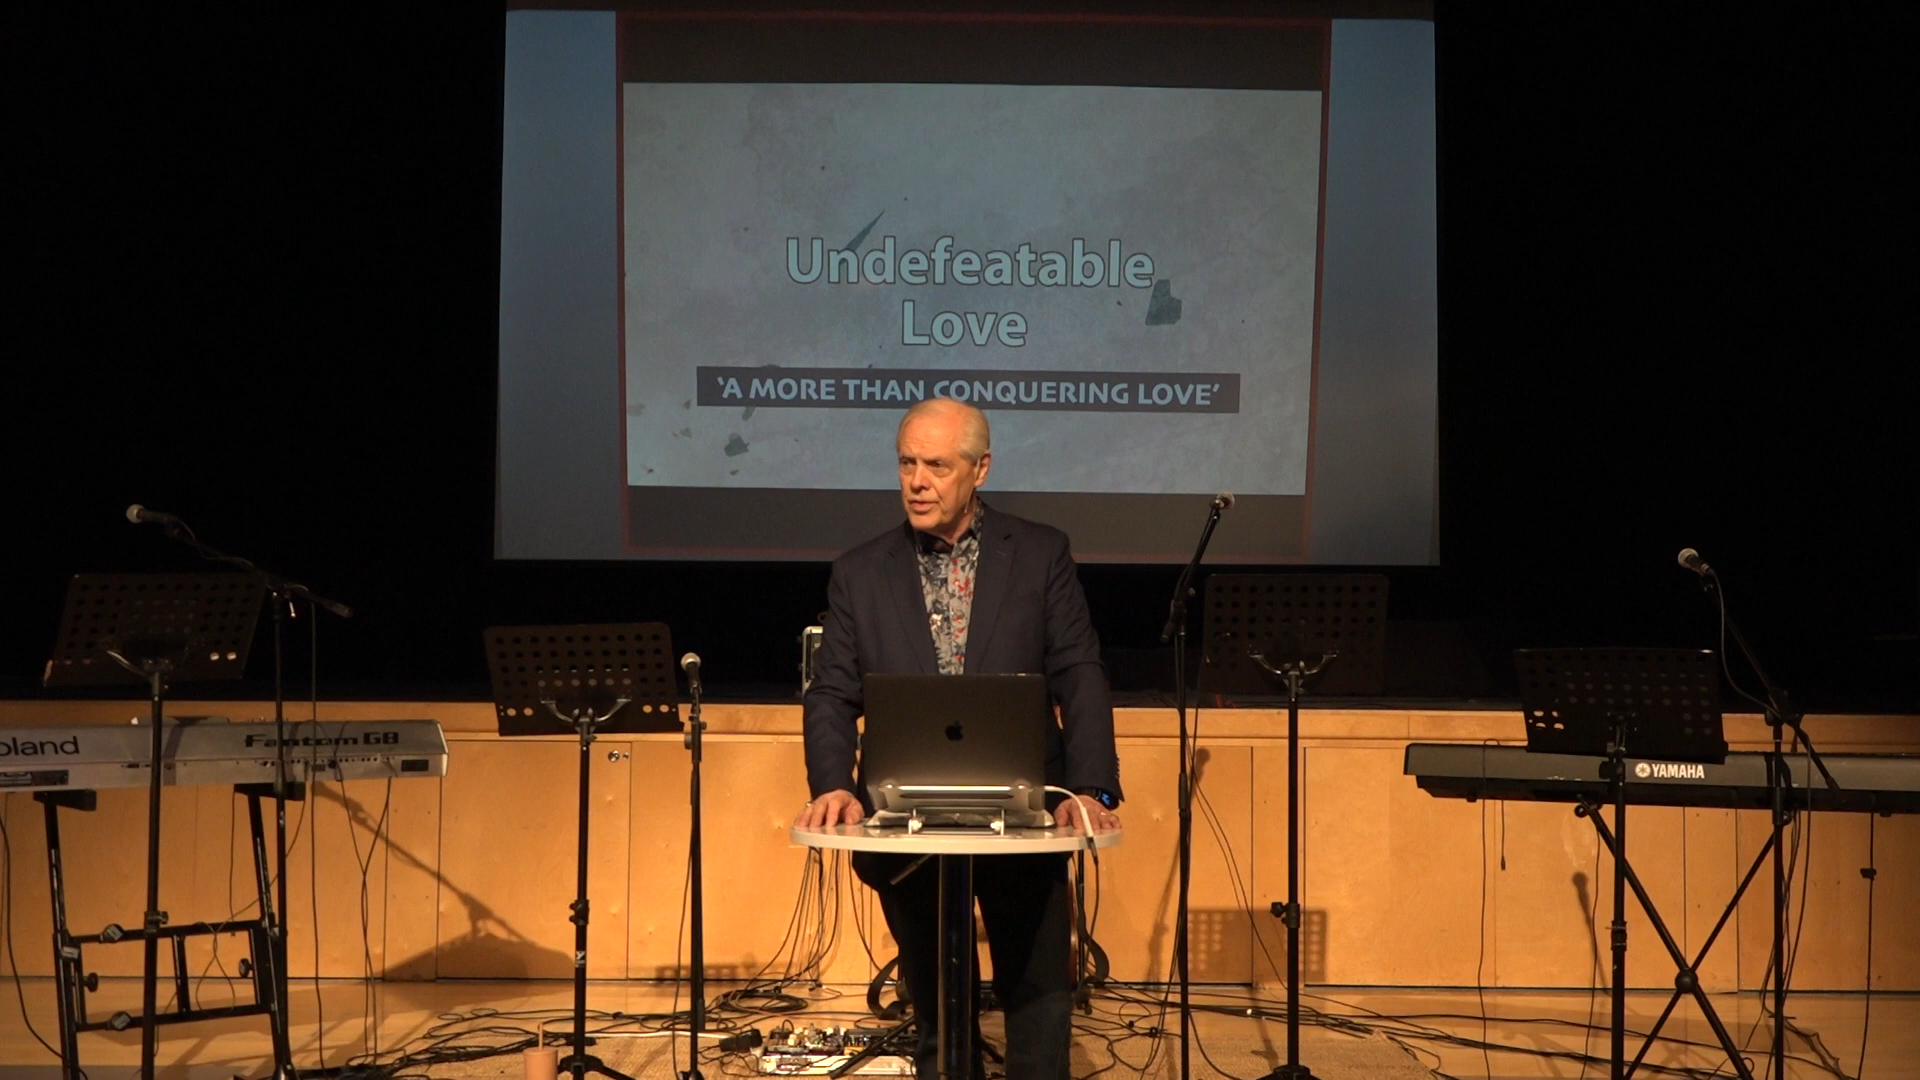 Undefeatable
Love
‘A MORE THAN CONQUERING LOVE’
oland
Fantom G8
YAMAHA